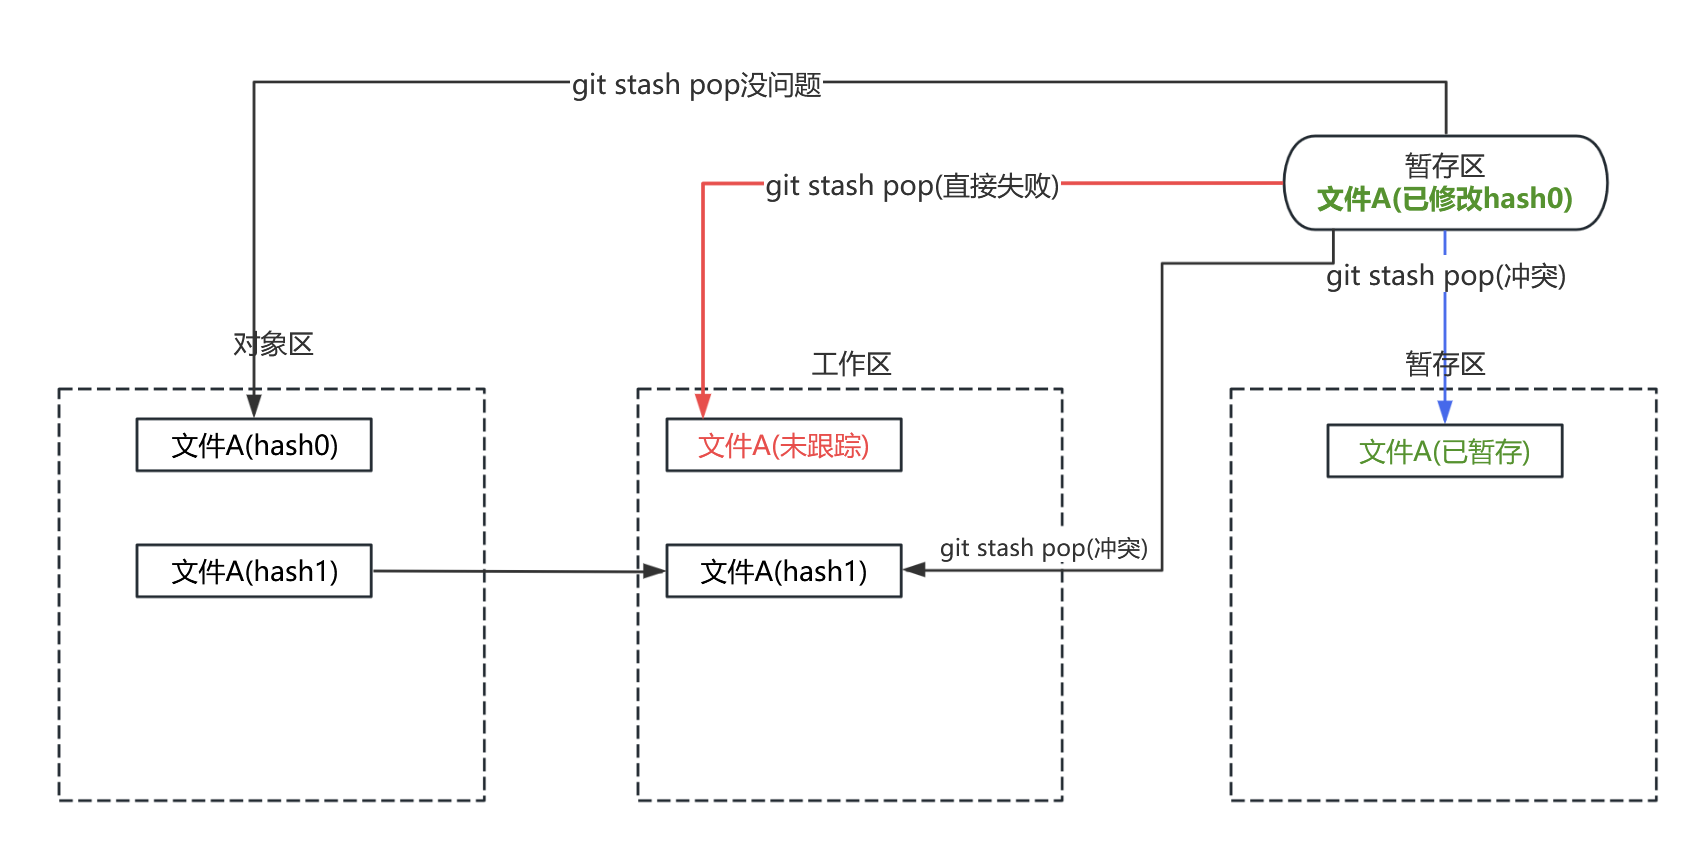 git stash pop没问题
暂存区
文件A(已修改hash0)
git stash pop(直接失败)
git stash pop(冲突)
对象区
工作区
暂存区
文件A(hash0)
文件A(未跟踪)
文件A(已暂存)
git stash pop(冲突)
文件A(hash1)
文件A(hash1)